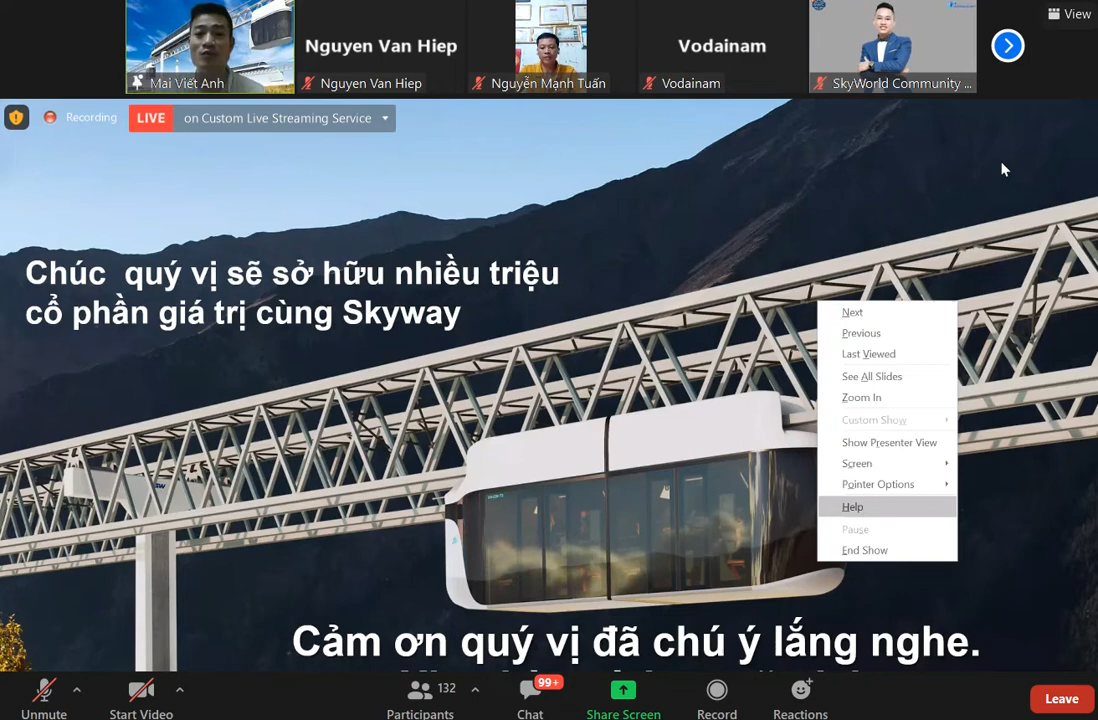 View
Nguyen Van Hiep
Vodainam
Mai Viết Anh
Nguyen Van Hiep
Nguyễn Mạnh Tuấn
Vodainam
SkyWorld Community ...
Recording
LIVE
on Custom Live Streaming Service
Chúc quý vị sẽ sở hữu nhiều triệu
cổ phần giá trị cùng Skyway
Next
Previous
Last Viewed
See All Slides
Zoom In
Custom Show
Show Presenter View
Screen
Pointer Options
Help
Pause
End Show
Cảm ơn quý vị đã chú ý lắng nghe.
Unmute
Start Video
132
Participants
99+
Chat
Share Screen
Record
Reactions
Leave